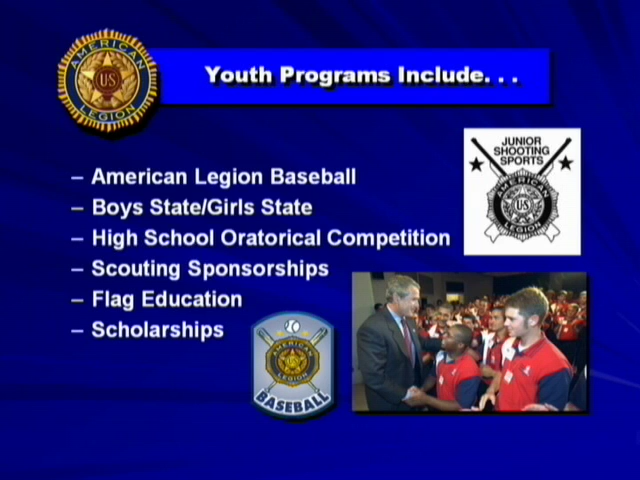 AMERICAN
US
LEGION
Youth Programs Include. . .
JUNIOR
SHOOTING
SPORTS
AMERICAN
US
LEGION
– American Legion Baseball
– Boys State/Girls State
– High School Oratorical Competition
– Scouting Sponsorships
– Flag Education
– Scholarships
AMERICAN
LEGION
BASEBALL